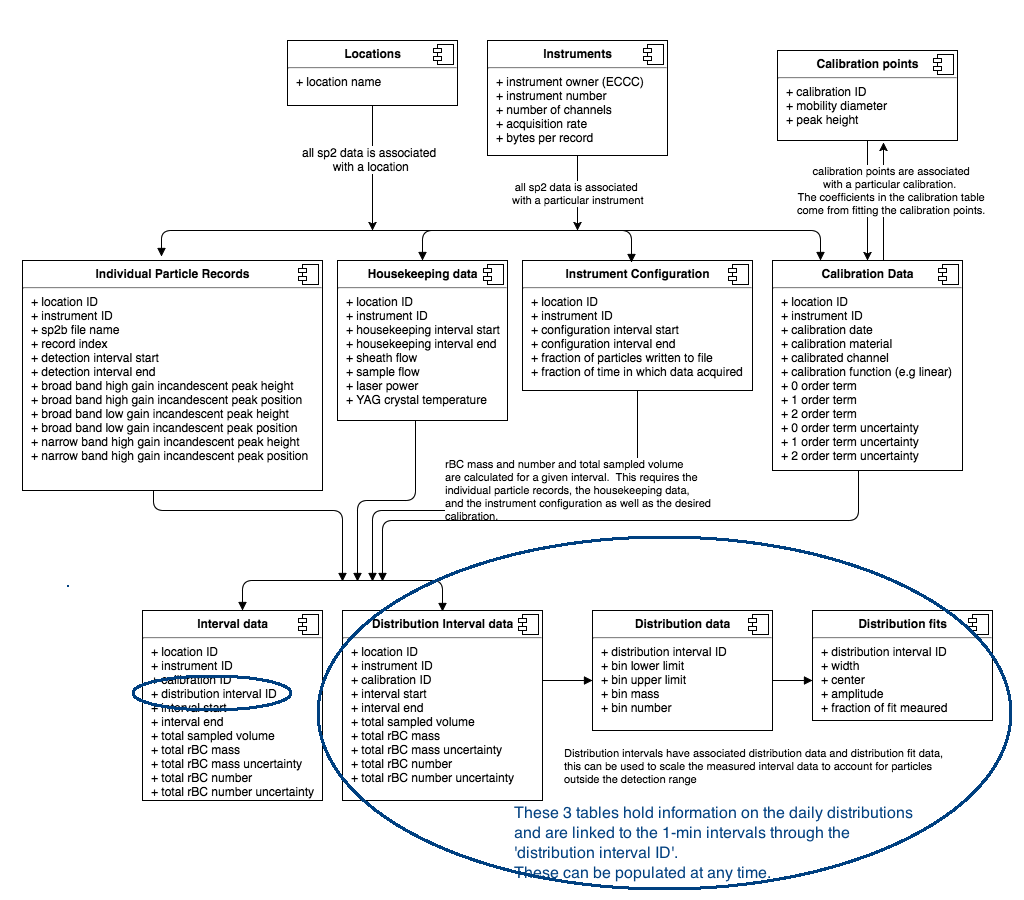 Locations
+ location name
Instruments
+ instrument owner (ECCC)
+ instrument number
+ number of channels
+ acquisition rate
+ bytes per record
Calibration points
+ calibration ID
+ mobility diameter
+ peak height
all sp2 data is associated
with a location
all sp2 data is associated
with a particular instrument
calibration points are associated
with a particular calibration.
The coefficients in the calibration table
come from fitting the calibration points.
Individual Particle Records
+ location ID
+ instrument ID
+ sp2b file name
+ record index
+ detection interval start
+ detection interval end
+ broad band high gain incandescent peak height
+ broad band high gain incandescent peak position
+ broad band low gain incandescent peak height
+ broad band low gain incandescent peak position
+ narrow band high gain incandescent peak height
+ narrow band high gain incandescent peak position
Housekeeping data
+ location ID
+ instrument ID
+ housekeeping interval start
+ housekeeping interval end
+ sheath flow
+ sample flow
+ laser power
+ YAG crystal temperature
Instrument Configuration
+ location ID
+ instrument ID
+ configuration interval start
+ configuration interval end
+ fraction of particles written to file
+ fraction of time in which data acquired
Calibration Data
+ location ID
+ instrument ID
+ calibration date
+ calibration material
+ calibrated channel
+ calibration function (e.g linear)
+ 0 order term
+ 1 order term
+ 2 order term
+ 0 order term uncertainty
+ 1 order term uncertainty
+ 2 order term uncertainty
rBC mass and number and total sampled volume
are calculated for a given interval. This requires the
individual particle records, the housekeeping data,
and the instrument configuration as well as the desired
calibration.
Interval data
+ location ID
+ instrument ID
+ calibration ID
+ distribution interval ID
+ interval start
+ interval end
+ total sampled volume
+ total rBC mass
+ total rBC mass uncertainty
+ total rBC number
+ total rBC number uncertainty
Distribution Interval data
+ location ID
+ instrument ID
+ calibration ID
+ interval start
+ interval end
+ total sampled volume
+ total rBC mass
+ total rBC mass uncertainty
+ total rBC number
+ total rBC number uncertainty
Distribution data
+ distribution interval ID
+ bin lower limit
+ bin upper limit
+ bin mass
+ bin number
Distribution fits
+ distribution interval ID
+ width
+ center
+ amplitude
+ fraction of fit meaured
Distribution intervals have associated distribution data and distribution fit data,
this can be used to scale the measured interval data to account for particles
outside the detection range
These 3 tables hold information on the daily distributions
and are linked to the 1-min intervals through the
'distribution interval ID'.
These can be populated at any time.